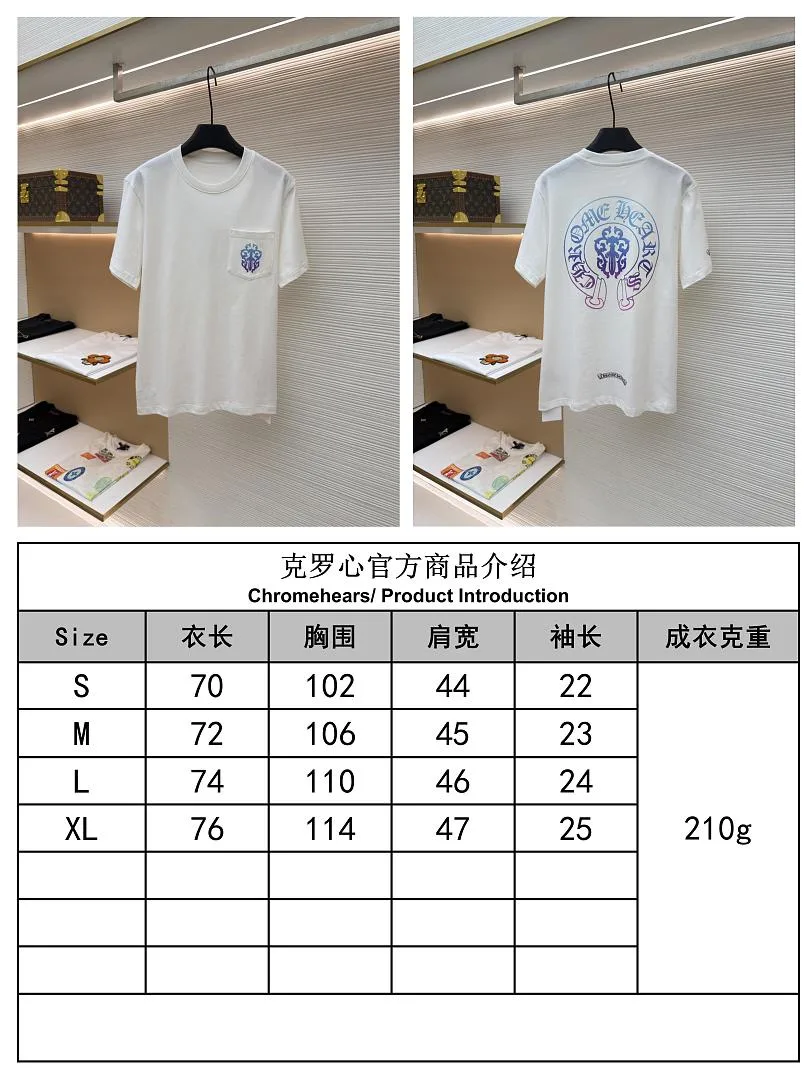 CHROME HEARTS
克罗心官方商品介绍
Chromehears/ Product Introduction
Size 衣长 胸围 肩宽 袖长 成衣克重
S 70 102 44 22
M 72 106 45 23
L 74 110 46 24
XL 76 114 47 25
210g